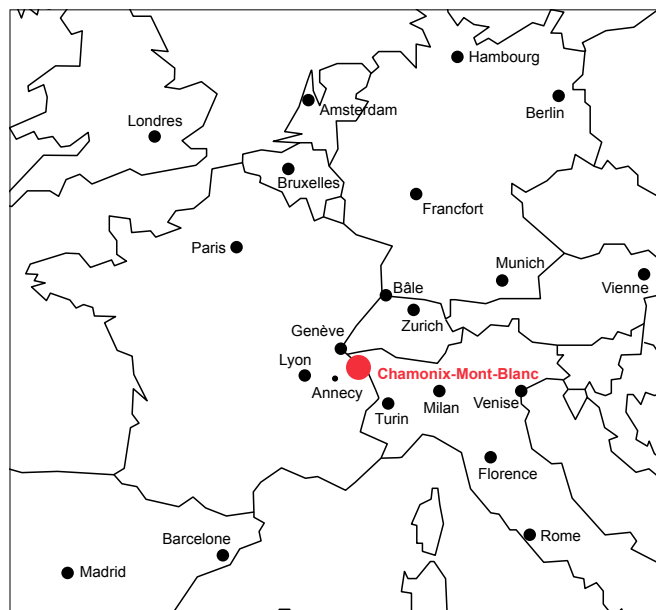 Hambourg
Amsterdam
Berlin
Londres
Bruxelles
Francfort
Paris
Munich
Vienne
Bâle
Zurich
Genève
Lyon
Chamonix-Mont-Blanc
Annecy
Turin
Milan
Venise
Florence
Rome
Barcelone
Madrid